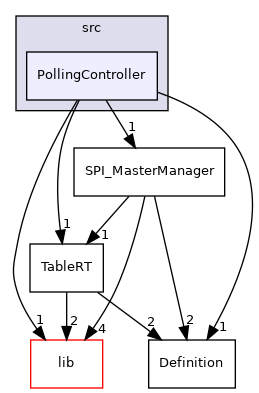 src
PollingController
1
SPI_MasterManager
1
1
TableRT
1
2
4
2
2
1
lib
Definition